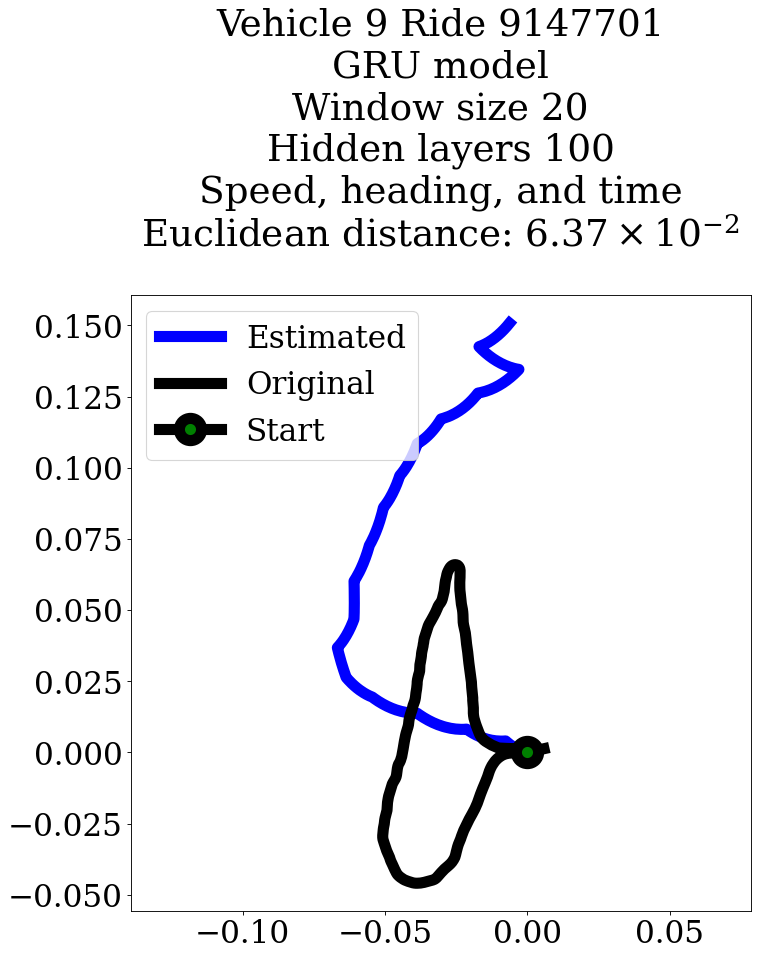 Vehicle 9 Ride 9147701
GRU model
Window size 20
Hidden layers 100
Speed, heading, and time
Euclidean distance: 6.37 × 10⁻²
Estimated
Original
Start
0.150
0.125
0.100
0.075
0.050
0.025
0.000
−0.025
−0.050
−0.10 −0.05 0.00 0.05